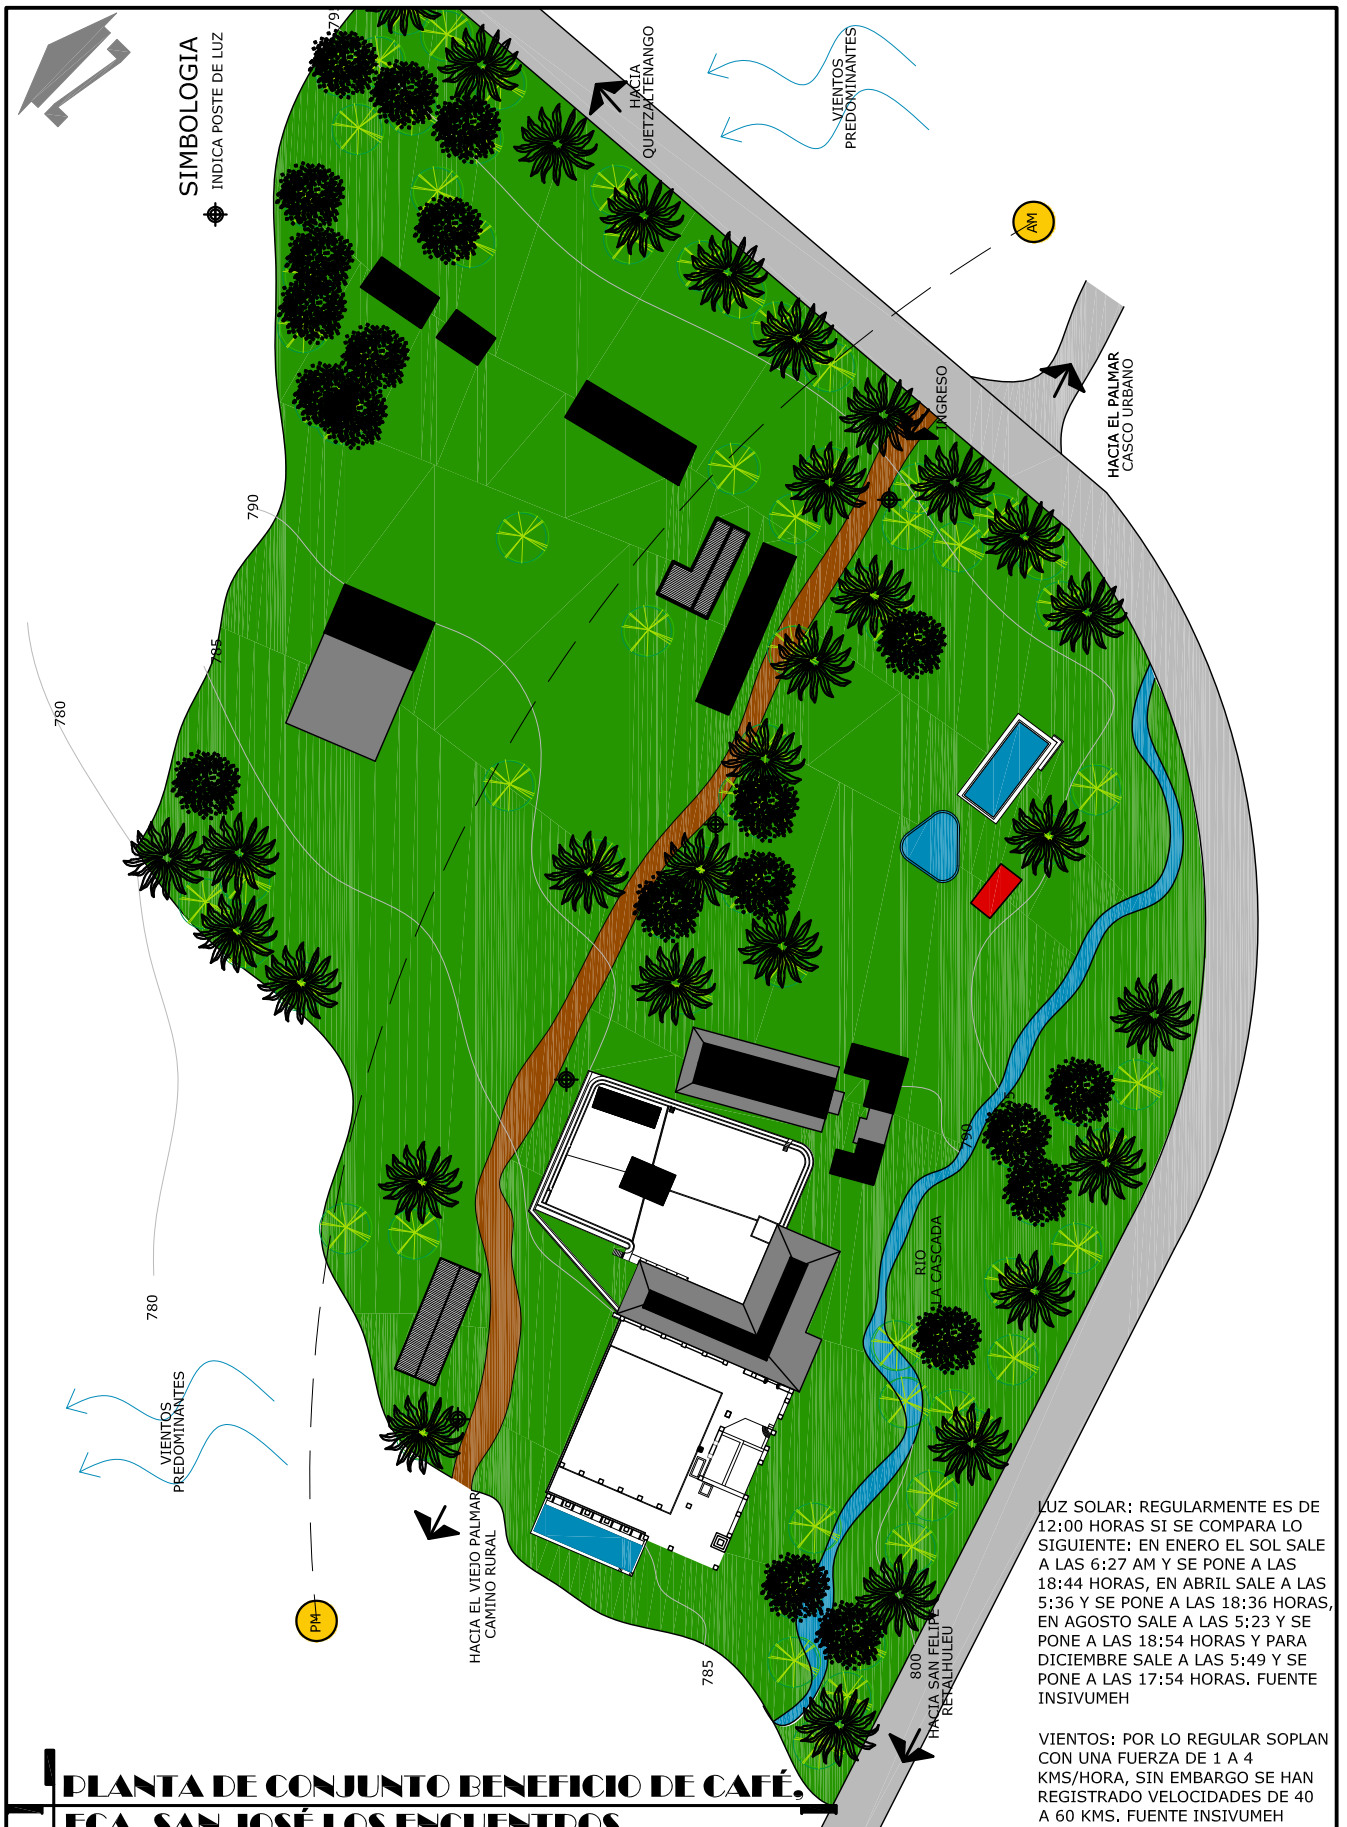 795
SIMBOLOGIA
INDICA POSTE DE LUZ
HACIA
QUETZALTENANGO
VIENTOS
PREDOMINANTES
AM
INGRESO
HACIA EL PALMAR
CASCO URBANO
790
785
780
790
RIO
LA CASCADA
780
VIENTOS
PREDOMINANTES
PM
HACIA EL VIEJO PALMAR
CAMINO RURAL
785
800
HACIA SAN FELIPE
RETALHULEU
LUZ SOLAR: REGULARMENTE ES DE
12:00 HORAS SI SE COMPARA LO
SIGUIENTE: EN ENERO EL SOL SALE
A LAS 6:27 AM Y SE PONE A LAS
18:44 HORAS, EN ABRIL SALE A LAS
5:36 Y SE PONE A LAS 18:36 HORAS,
EN AGOSTO SALE A LAS 5:23 Y SE
PONE A LAS 18:54 HORAS Y PARA
DICIEMBRE SALE A LAS 5:49 Y SE
PONE A LAS 17:54 HORAS. FUENTE
INSIVUMEH
VIENTOS: POR LO REGULAR SOPLAN
CON UNA FUERZA DE 1 A 4
KMS/HORA, SIN EMBARGO SE HAN
REGISTRADO VELOCIDADES DE 40
A 60 KMS. FUENTE INSIVUMEH
PLANTA DE CONJUNTO BENEFICIO DE CAFÉ,
FCA. SAN JOSÉ LOS ENCUENTROS